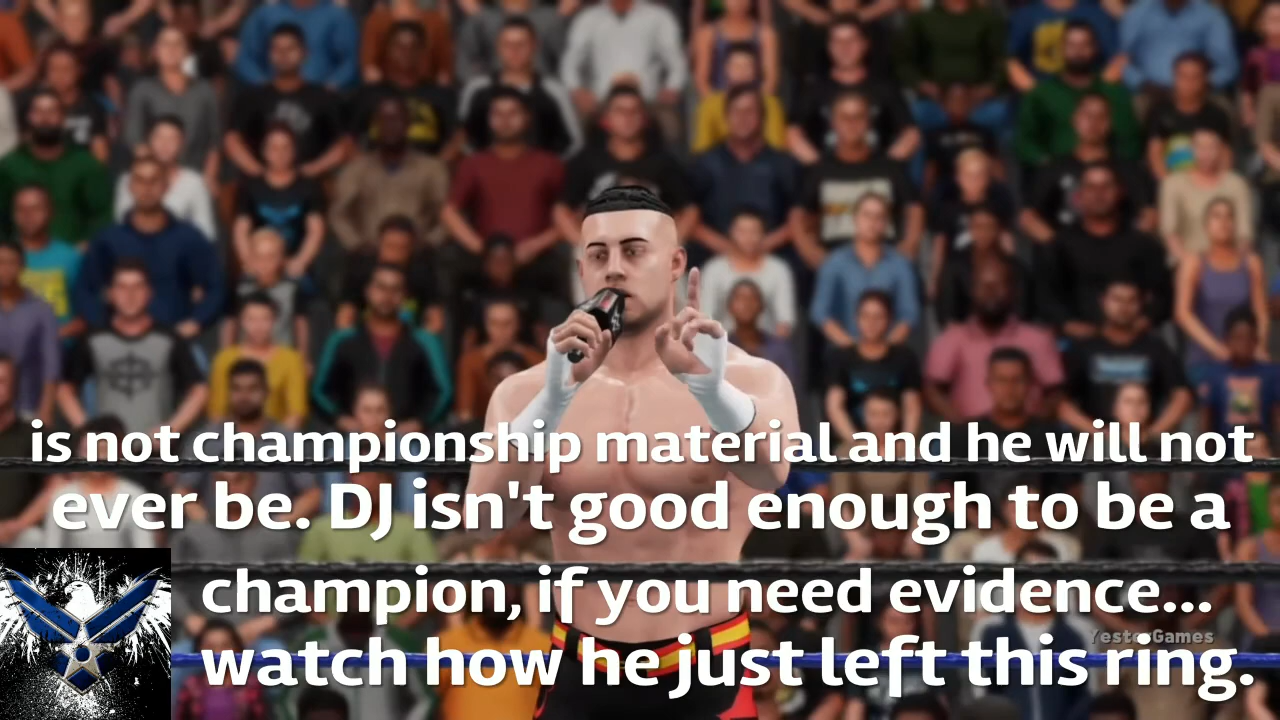 is not championship material and he will not
ever be. DJ isn't good enough to be a
champion, if you need evidence...
YesterGames
watch how he just left this ring.